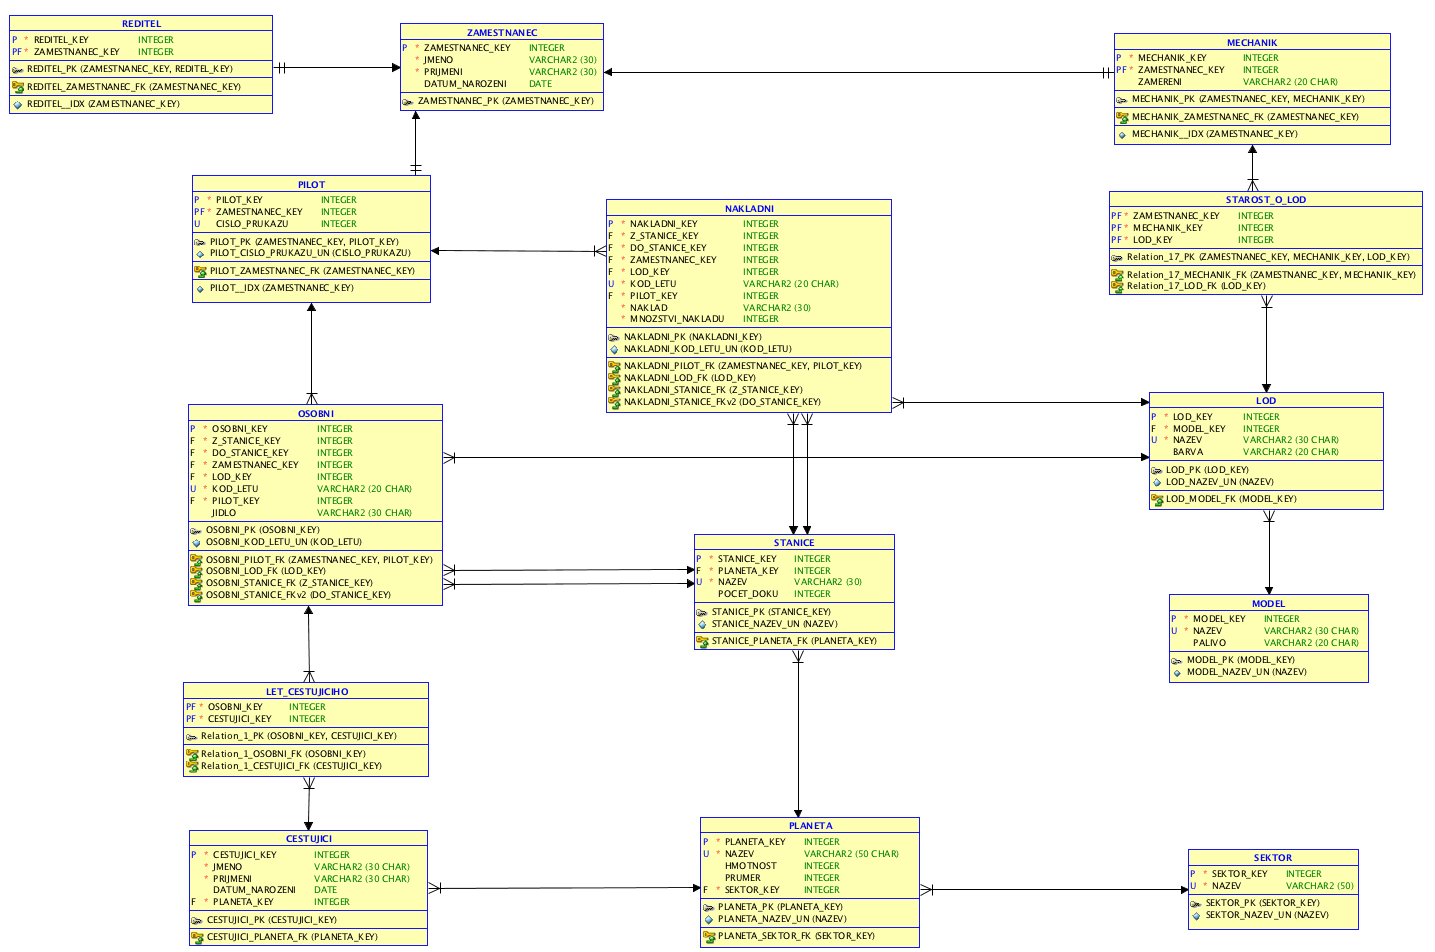 REDITEL
P * REDITEL_KEY INTEGER
PF * ZAMESTNANEC_KEY INTEGER
REDITEL_PK (ZAMESTNANEC_KEY, REDITEL_KEY)
REDITEL_ZAMESTNANEC_FK (ZAMESTNANEC_KEY)
REDITEL__IDX (ZAMESTNANEC_KEY)
ZAMESTNANEC
P * ZAMESTNANEC_KEY INTEGER
* JMENO VARCHAR2 (30)
* PRIJMENI VARCHAR2 (30)
DATUM_NAROZENI DATE
ZAMESTNANEC_PK (ZAMESTNANEC_KEY)
MECHANIK
P * MECHANIK_KEY INTEGER
PF * ZAMESTNANEC_KEY INTEGER
ZAMERENI VARCHAR2 (20 CHAR)
MECHANIK_PK (ZAMESTNANEC_KEY, MECHANIK_KEY)
MECHANIK_ZAMESTNANEC_FK (ZAMESTNANEC_KEY)
MECHANIK__IDX (ZAMESTNANEC_KEY)
PILOT
P * PILOT_KEY INTEGER
PF * ZAMESTNANEC_KEY INTEGER
U CISLO_PRUKAZU INTEGER
PILOT_PK (ZAMESTNANEC_KEY, PILOT_KEY)
PILOT_CISLO_PRUKAZU_UN (CISLO_PRUKAZU)
PILOT_ZAMESTNANEC_FK (ZAMESTNANEC_KEY)
PILOT__IDX (ZAMESTNANEC_KEY)
NAKLADNI
P * NAKLADNI_KEY INTEGER
F * Z_STANICE_KEY INTEGER
F * DO_STANICE_KEY INTEGER
F * ZAMESTNANEC_KEY INTEGER
F * LOD_KEY INTEGER
U * KOD_LETU VARCHAR2 (20 CHAR)
F * PILOT_KEY INTEGER
* NAKLAD VARCHAR2 (30)
* MNOZSTVI_NAKLADU INTEGER
NAKLADNI_PK (NAKLADNI_KEY)
NAKLADNI_KOD_LETU_UN (KOD_LETU)
NAKLADNI_PILOT_FK (ZAMESTNANEC_KEY, PILOT_KEY)
NAKLADNI_LOD_FK (LOD_KEY)
NAKLADNI_STANICE_FK (Z_STANICE_KEY)
NAKLADNI_STANICE_FKv2 (DO_STANICE_KEY)
STAROST_O_LOD
PF * ZAMESTNANEC_KEY INTEGER
PF * MECHANIK_KEY INTEGER
PF * LOD_KEY INTEGER
Relation_17_PK (ZAMESTNANEC_KEY, MECHANIK_KEY, LOD_KEY)
Relation_17_MECHANIK_FK (ZAMESTNANEC_KEY, MECHANIK_KEY)
Relation_17_LOD_FK (LOD_KEY)
OSOBNI
P * OSOBNI_KEY INTEGER
F * Z_STANICE_KEY INTEGER
F * DO_STANICE_KEY INTEGER
F * ZAMESTNANEC_KEY INTEGER
F * LOD_KEY INTEGER
U * KOD_LETU VARCHAR2 (20 CHAR)
F * PILOT_KEY INTEGER
JIDLO VARCHAR2 (30 CHAR)
OSOBNI_PK (OSOBNI_KEY)
OSOBNI_KOD_LETU_UN (KOD_LETU)
OSOBNI_PILOT_FK (ZAMESTNANEC_KEY, PILOT_KEY)
OSOBNI_LOD_FK (LOD_KEY)
OSOBNI_STANICE_FK (Z_STANICE_KEY)
OSOBNI_STANICE_FKv2 (DO_STANICE_KEY)
LOD
P * LOD_KEY INTEGER
F * MODEL_KEY INTEGER
U * NAZEV VARCHAR2 (30 CHAR)
BARVA VARCHAR2 (20 CHAR)
LOD_PK (LOD_KEY)
LOD_NAZEV_UN (NAZEV)
LOD_MODEL_FK (MODEL_KEY)
STANICE
P * STANICE_KEY INTEGER
F * PLANETA_KEY INTEGER
U * NAZEV VARCHAR2 (30)
POCET_DOKU INTEGER
STANICE_PK (STANICE_KEY)
STANICE_NAZEV_UN (NAZEV)
STANICE_PLANETA_FK (PLANETA_KEY)
MODEL
P * MODEL_KEY INTEGER
U * NAZEV VARCHAR2 (30 CHAR)
PALIVO VARCHAR2 (20 CHAR)
MODEL_PK (MODEL_KEY)
MODEL_NAZEV_UN (NAZEV)
LET_CESTUJICIHO
PF * OSOBNI_KEY INTEGER
PF * CESTUJICI_KEY INTEGER
Relation_1_PK (OSOBNI_KEY, CESTUJICI_KEY)
Relation_1_OSOBNI_FK (OSOBNI_KEY)
Relation_1_CESTUJICI_FK (CESTUJICI_KEY)
CESTUJICI
P * CESTUJICI_KEY INTEGER
* JMENO VARCHAR2 (30 CHAR)
* PRIJMENI VARCHAR2 (30 CHAR)
DATUM_NAROZENI DATE
F * PLANETA_KEY INTEGER
CESTUJICI_PK (CESTUJICI_KEY)
CESTUJICI_PLANETA_FK (PLANETA_KEY)
PLANETA
P * PLANETA_KEY INTEGER
U * NAZEV VARCHAR2 (50 CHAR)
HMOTNOST INTEGER
PRUMER INTEGER
F * SEKTOR_KEY INTEGER
PLANETA_PK (PLANETA_KEY)
PLANETA_NAZEV_UN (NAZEV)
PLANETA_SEKTOR_FK (SEKTOR_KEY)
SEKTOR
P * SEKTOR_KEY INTEGER
U * NAZEV VARCHAR2 (50)
SEKTOR_PK (SEKTOR_KEY)
SEKTOR_NAZEV_UN (NAZEV)